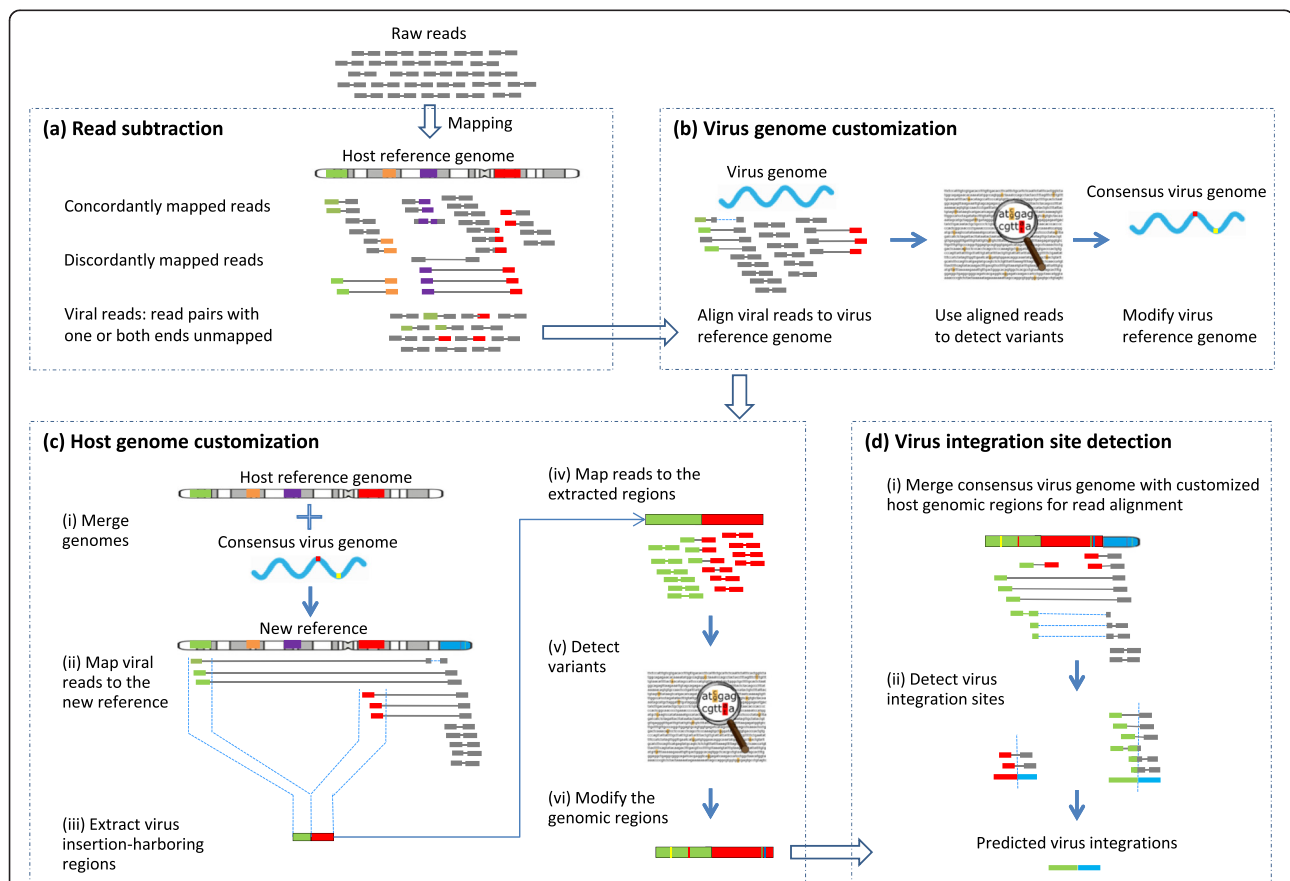 Raw reads
(a) Read subtraction
Mapping
Host reference genome
Concordantly mapped reads
Discordantly mapped reads
Viral reads: read pairs with
one or both ends unmapped
(b) Virus genome customization
Virus genome
Align viral reads to virus
reference genome
at s gag
cgtt i a
Use aligned reads
to detect variants
Consensus virus genome
Modify virus
reference genome
(c) Host genome customization
Host reference genome
(i) Merge
genomes
Consensus virus genome
New reference
(ii) Map viral
reads to the
new reference
(iii) Extract virus
insertion-harboring
regions
(iv) Map reads to the
extracted regions
(v) Detect
variants
(vi) Modify the
genomic regions
(d) Virus integration site detection
(i) Merge consensus virus genome with customized
host genomic regions for read alignment
(ii) Detect virus
integration sites
Predicted virus integrations